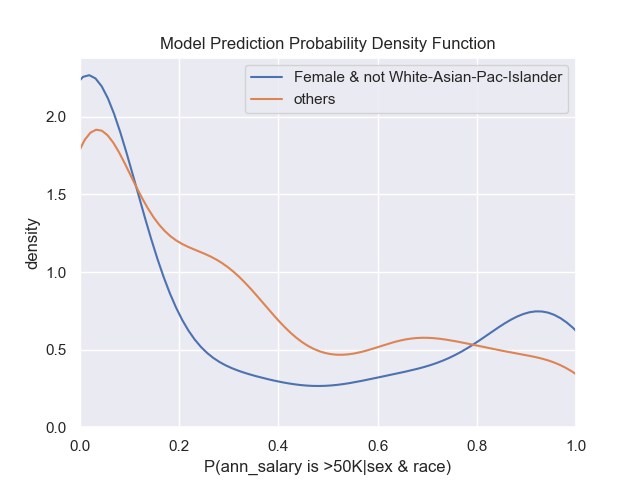 Model Prediction Probability Density Function
Female & not White-Asian-Pac-Islander
others
density
2.0
1.5
1.0
0.5
0.0
0.0 0.2 0.4 0.6 0.8 1.0
P(ann_salary is >50K|sex & race)